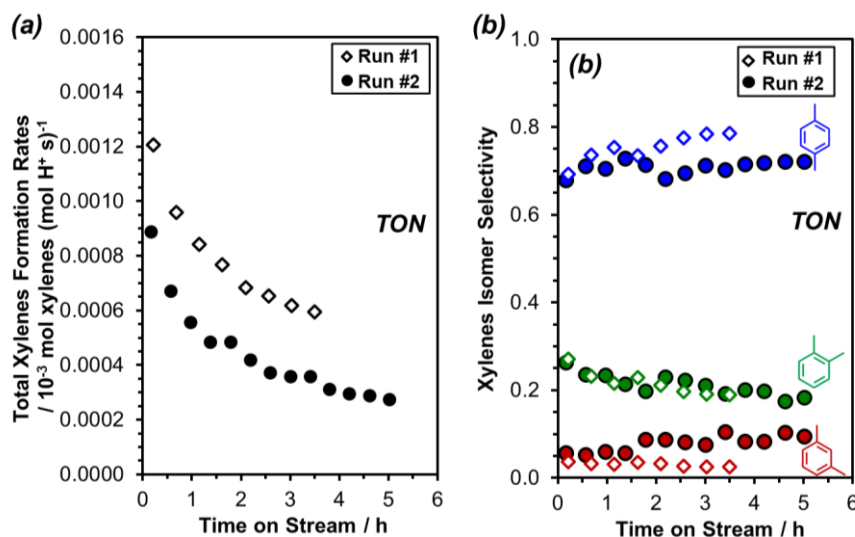 (a)
Total Xylenes Formation Rates
/ 10⁻³ mol xylenes (mol H⁺ s)⁻¹
0.0016
0.0014
0.0012
0.0010
0.0008
0.0006
0.0004
0.0002
0.0000
Run #1
Run #2
TON
0 1 2 3 4 5 6
Time on Stream / h
(b)
Xylenes Isomer Selectivity
1.0
0.8
0.6
0.4
0.2
0.0
(b)
Run #1
Run #2
TON
0 1 2 3 4 5 6
Time on Stream / h